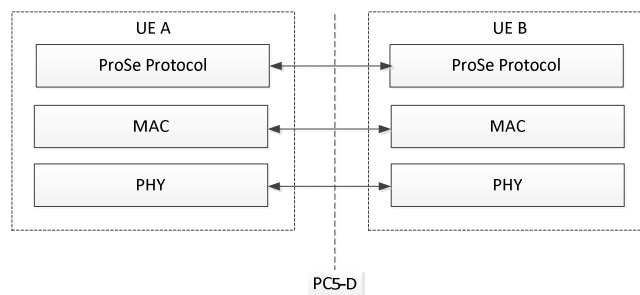 UE A
UE B
ProSe Protocol
ProSe Protocol
MAC
MAC
PHY
PHY
PC5-D